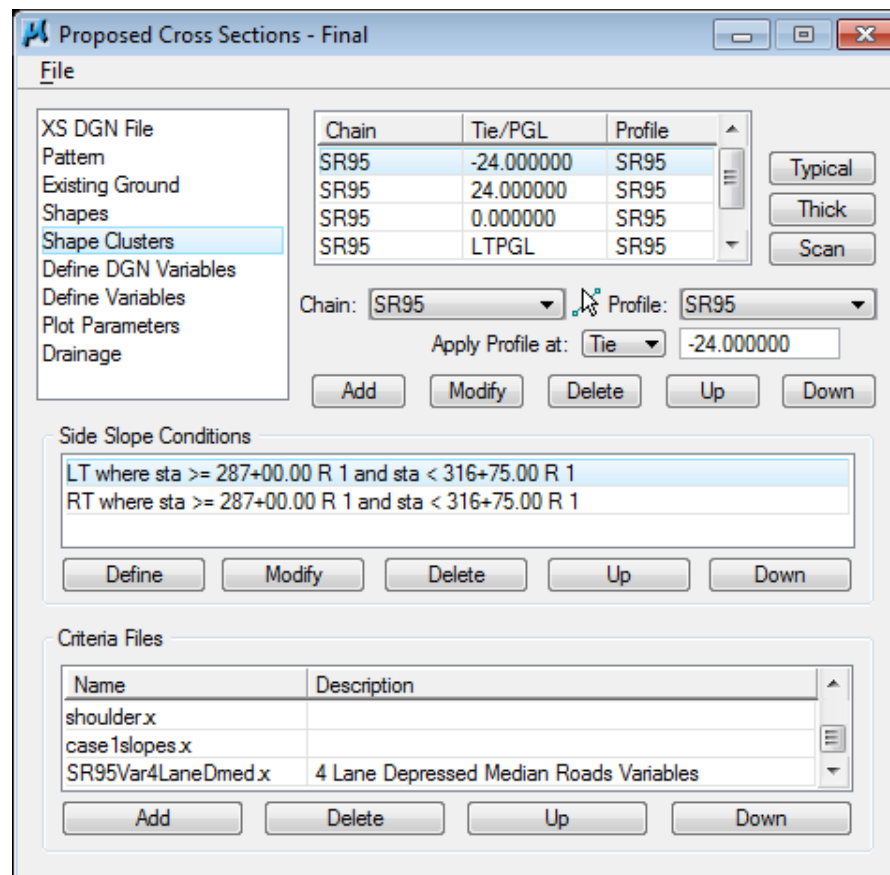 Proposed Cross Sections - Final
File
XS DGN File
Pattern
Existing Ground
Shapes
Shape Clusters
Define DGN Variables
Define Variables
Plot Parameters
Drainage
Chain Tie/PGL Profile
SR95 -24.000000 SR95
SR95 24.000000 SR95
SR95 0.000000 SR95
SR95 LTPGL SR95
Typical
Thick
Scan
Chain: SR95 Profile: SR95
Apply Profile at: Tie -24.000000
Add Modify Delete Up Down
Side Slope Conditions
LT where sta >= 287+00.00 R 1 and sta < 316+75.00 R 1
RT where sta >= 287+00.00 R 1 and sta < 316+75.00 R 1
Define Modify Delete Up Down
Criteria Files
Name Description
shoulder.x
case1slopes.x
SR95Var4LaneDmed.x 4 Lane Depressed Median Roads Variables
Add Delete Up Down